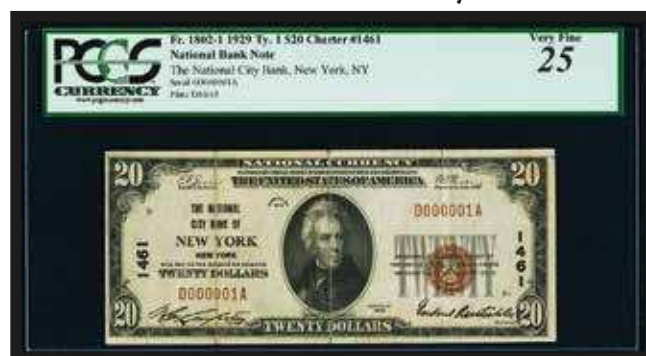 Fr. 1802-1 1929 Ty. 1 $20 Charter #1461
National Bank Note
The National City Bank, New York, NY
Very Fine
25
PCGS
CURRENCY
20
NATIONAL CURRENCY
THE UNITED STATES OF AMERICA
20
THE NATIONAL
CITY BANK OF
NEW YORK
NEW YORK
TWENTY DOLLARS
D000001A
1461
D000001A
1461
20
TWENTY DOLLARS
20